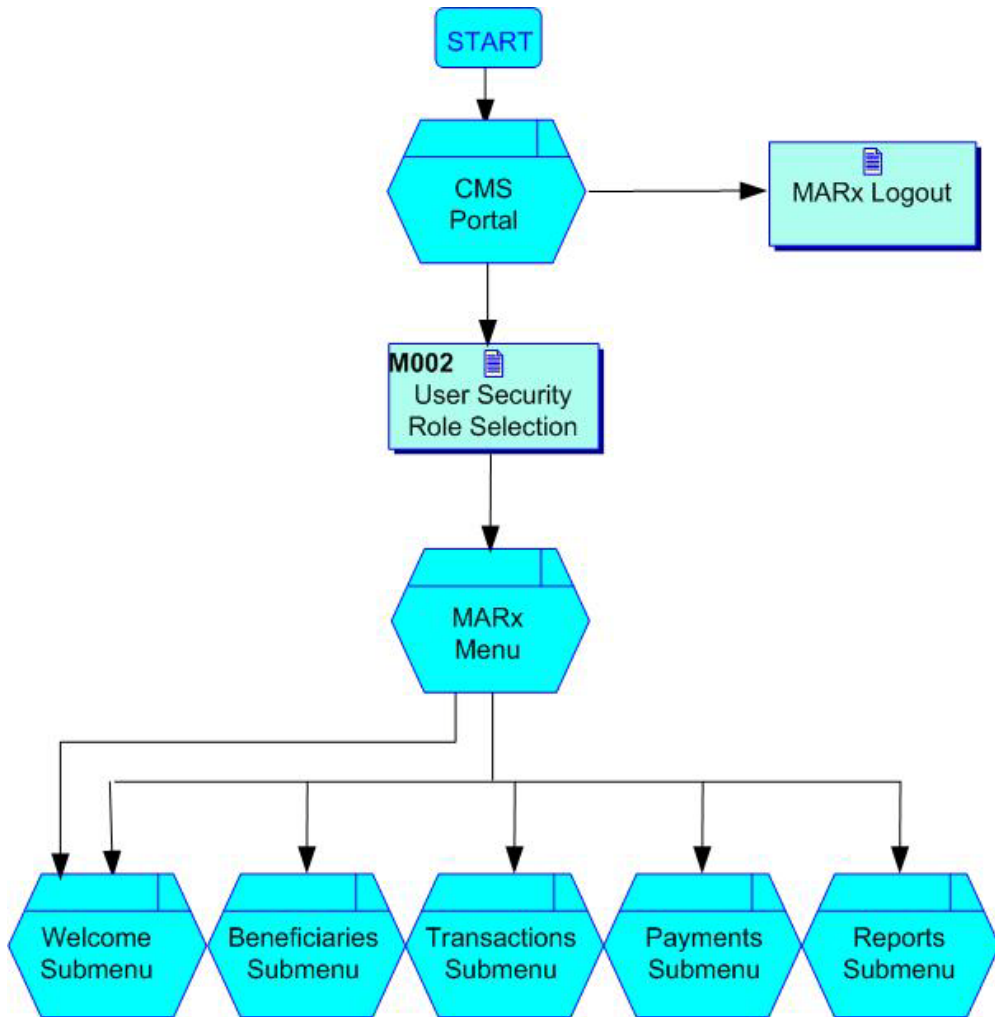 START
CMS
Portal
MARx Logout
M002
User Security
Role Selection
MARx
Menu
Welcome
Submenu
Beneficiaries
Submenu
Transactions
Submenu
Payments
Submenu
Reports
Submenu